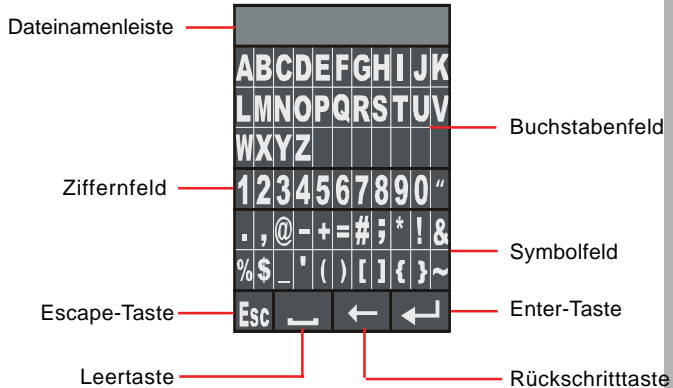 Dateinamenleiste
ABCDEFGHIJK
LMNOPQRSTUV
Buchstabenfeld
WXYZ
Ziffernfeld
1234567890"
.,@-+=#;*!&
Symbolfeld
%$_'()[]{}~
Escape-Taste
Esc
Enter-Taste
Leertaste
Rückschritttaste